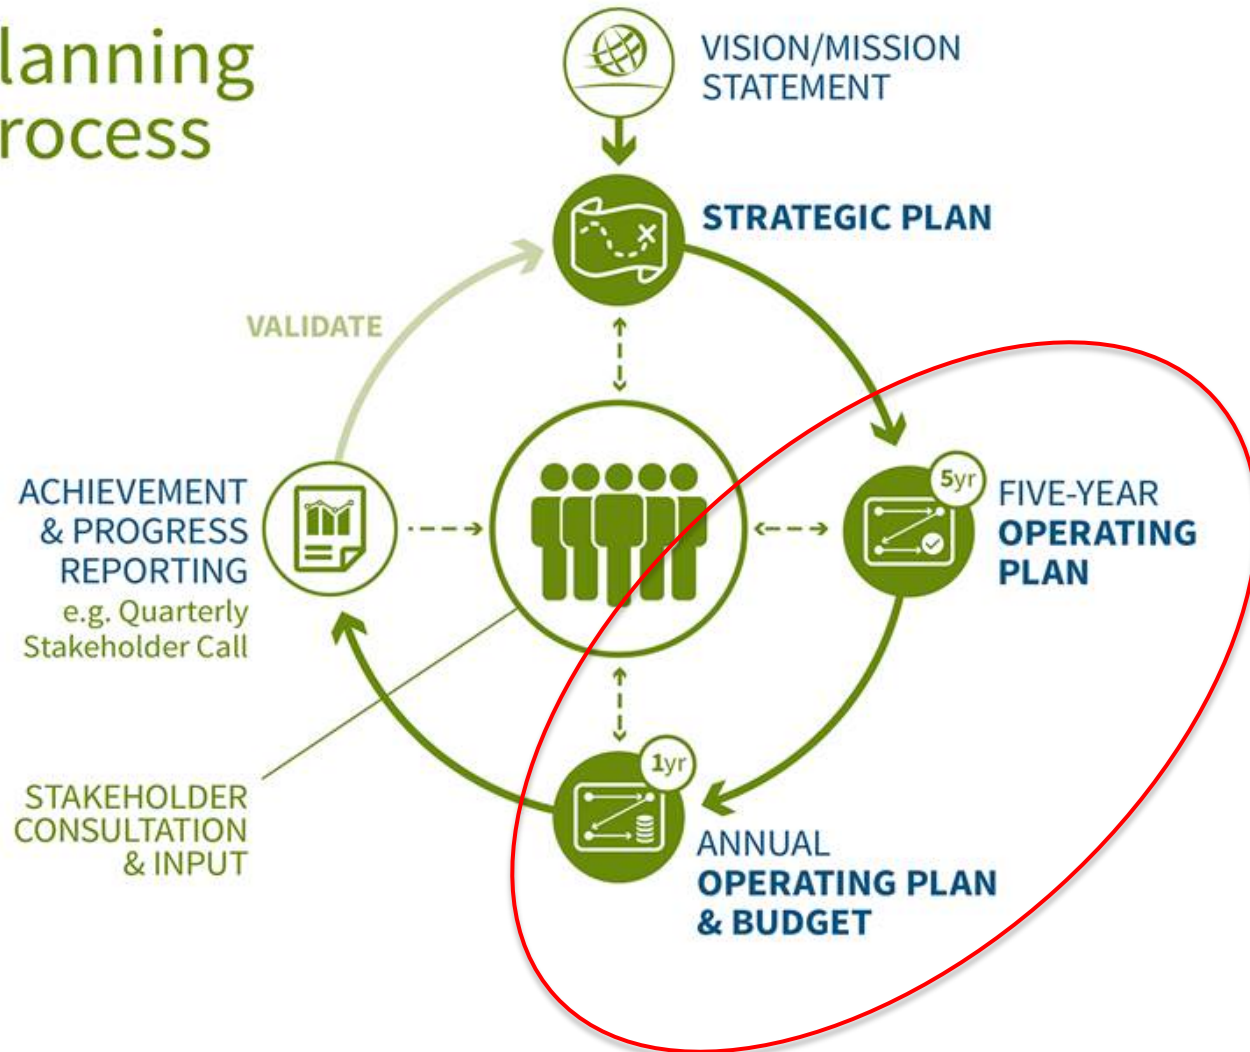 lanning
rocess
VISION/MISSION
STATEMENT
STRATEGIC PLAN
VALIDATE
5yr
FIVE-YEAR
OPERATING
PLAN
ACHIEVEMENT
& PROGRESS
REPORTING
e.g. Quarterly
Stakeholder Call
1yr
ANNUAL
OPERATING PLAN
& BUDGET
STAKEHOLDER
CONSULTATION
& INPUT